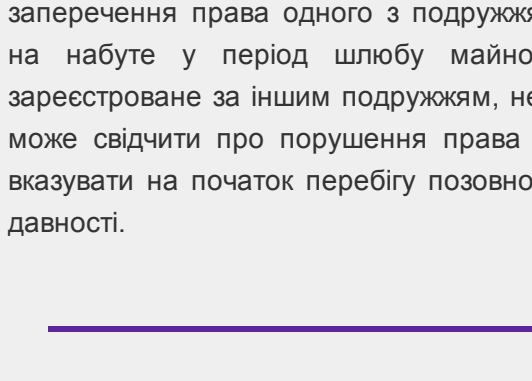 заперечення права одного з подружжя
на набуте у період шлюбу майно
зареєстроване за іншим подружжям, не
може свідчити про порушення права
вказувати на початок перебігу позовно
давності.